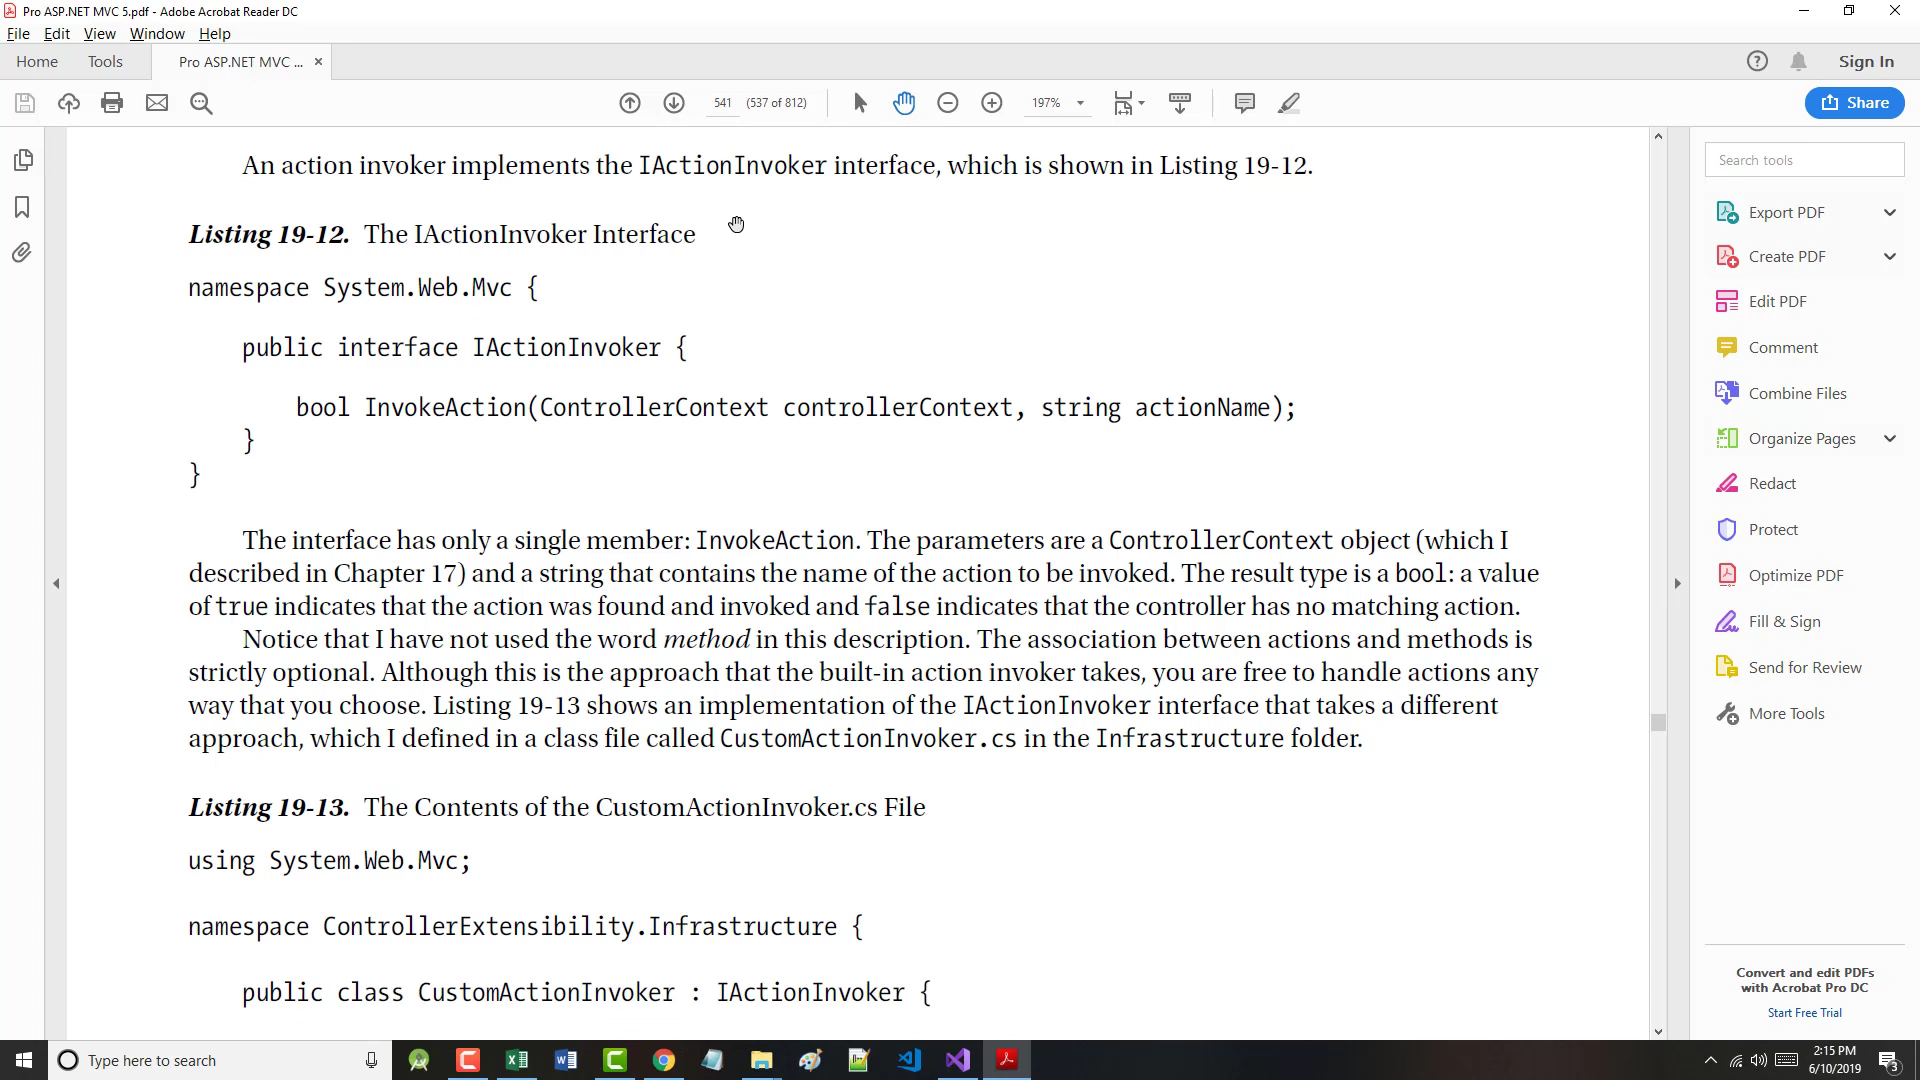 Pro ASP.NET MVC 5.pdf - Adobe Acrobat Reader DC
File Edit View Window Help
Home Tools Pro ASP.NET MVC ... × Sign In
541 (537 of 812) 197% Share
An action invoker implements the IActionInvoker interface, which is shown in Listing 19-12.
Listing 19-12. The IActionInvoker Interface
namespace System.Web.Mvc {
public interface IActionInvoker {
bool InvokeAction(ControllerContext controllerContext, string actionName);
}
}
The interface has only a single member: InvokeAction. The parameters are a ControllerContext object (which I
described in Chapter 17) and a string that contains the name of the action to be invoked. The result type is a bool: a value
of true indicates that the action was found and invoked and false indicates that the controller has no matching action.
Notice that I have not used the word method in this description. The association between actions and methods is
strictly optional. Although this is the approach that the built-in action invoker takes, you are free to handle actions any
way that you choose. Listing 19-13 shows an implementation of the IActionInvoker interface that takes a different
approach, which I defined in a class file called CustomActionInvoker.cs in the Infrastructure folder.
Listing 19-13. The Contents of the CustomActionInvoker.cs File
using System.Web.Mvc;
namespace ControllerExtensibility.Infrastructure {
public class CustomActionInvoker : IActionInvoker {
Search tools
Export PDF
Create PDF
Edit PDF
Comment
Combine Files
Organize Pages
Redact
Protect
Optimize PDF
Fill & Sign
Send for Review
More Tools
Convert and edit PDFs
with Acrobat Pro DC
Start Free Trial
Type here to search
2:15 PM
6/10/2019
3